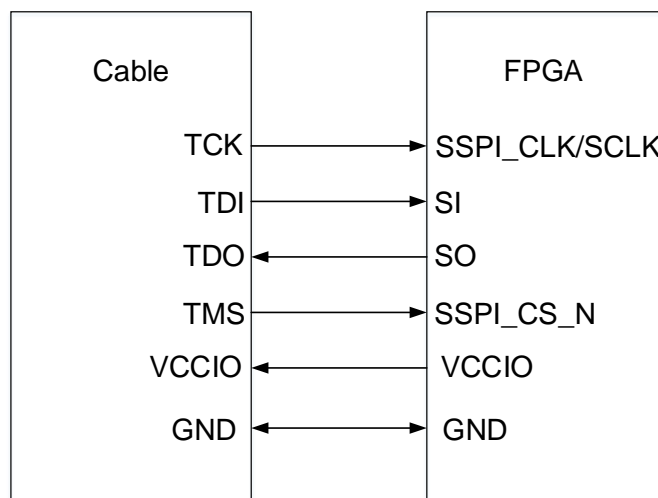 Cable FPGA
TCK SSPI_CLK/SCLK
TDI SI
TDO SO
TMS SSPI_CS_N
VCCIO VCCIO
GND GND